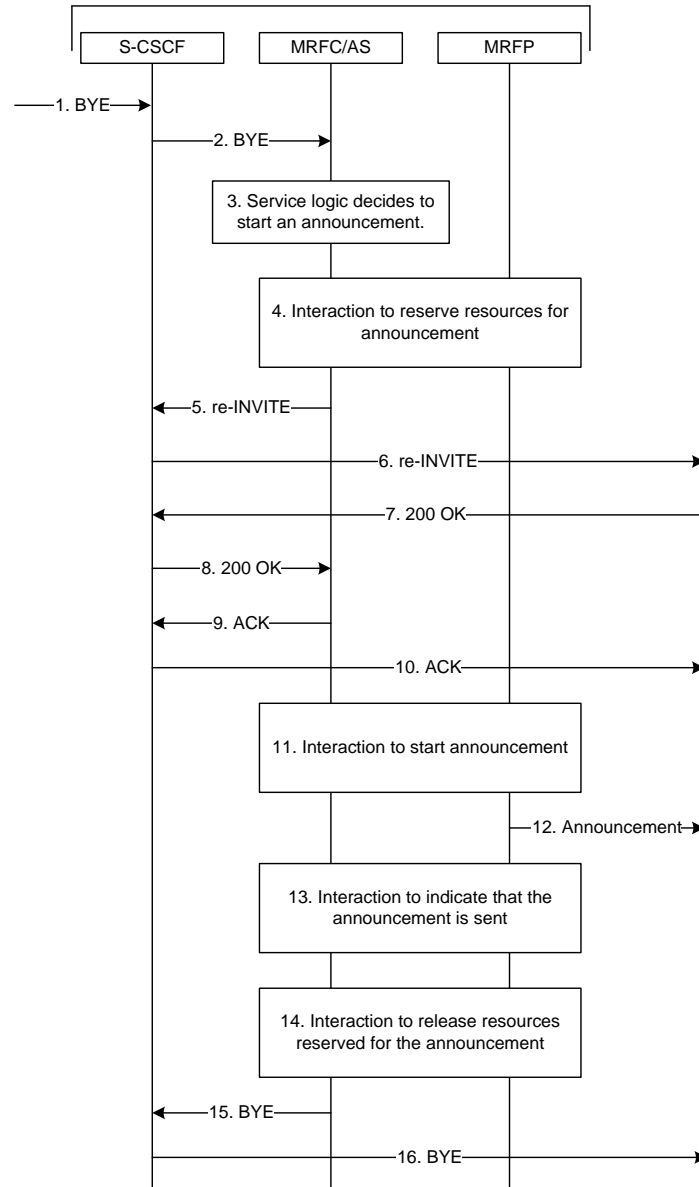 S-CSCF
MRFC/AS
MRFP
1. BYE
2. BYE
3. Service logic decides to
start an announcement.
4. Interaction to reserve resources for
announcement
5. re-INVITE
6. re-INVITE
7. 200 OK
8. 200 OK
9. ACK
10. ACK
11. Interaction to start announcement
12. Announcement
13. Interaction to indicate that the
announcement is sent
14. Interaction to release resources
reserved for the announcement
15. BYE
16. BYE